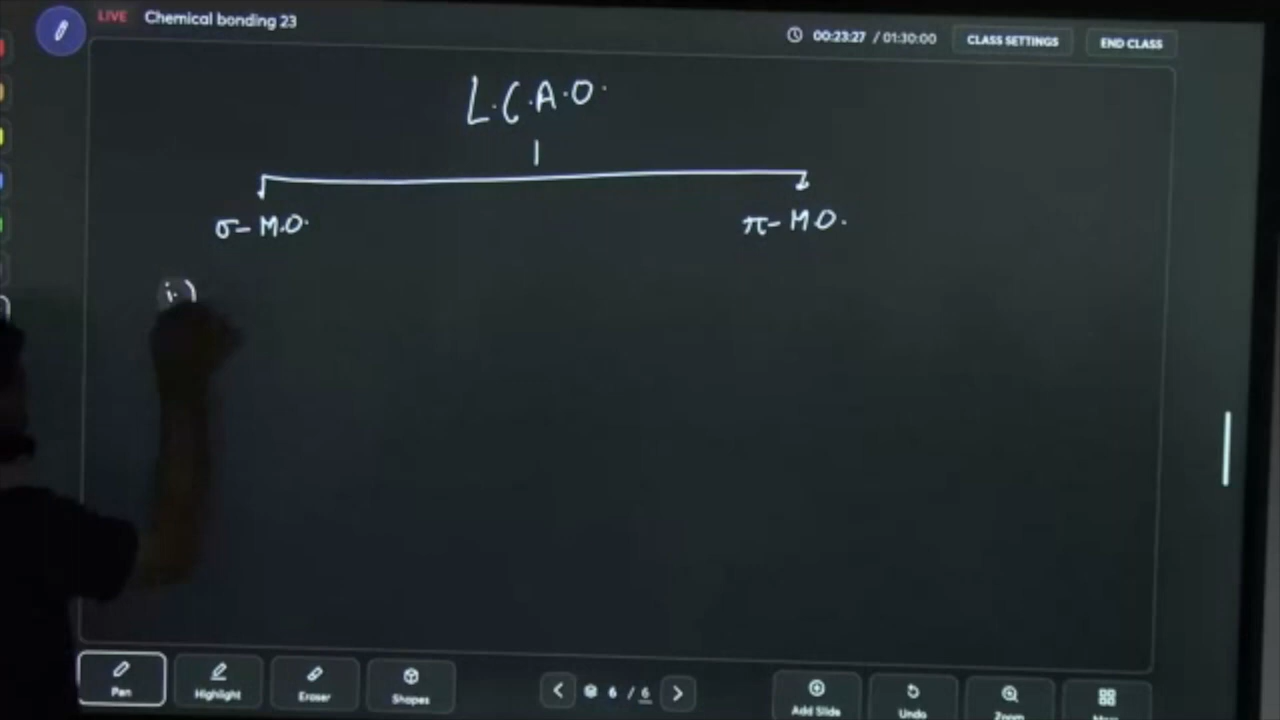 LIVE Chemical bonding 23 00:23:27 / 01:30:00 CLASS SETTINGS END CLASS
L.C.A.O.
σ-M.O. π-M.O.
i.)
Pen Highlight Eraser Shapes 6 / 6 Add Slide Undo Zoom